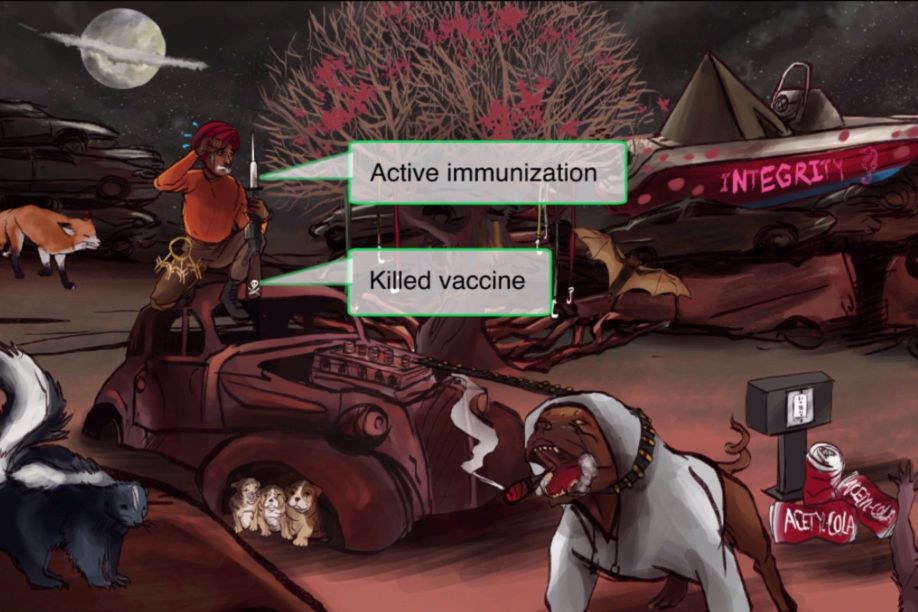 Active immunization
INTEGRITY
Killed vaccine
ACETYL-COLA
ACETYL-COLA